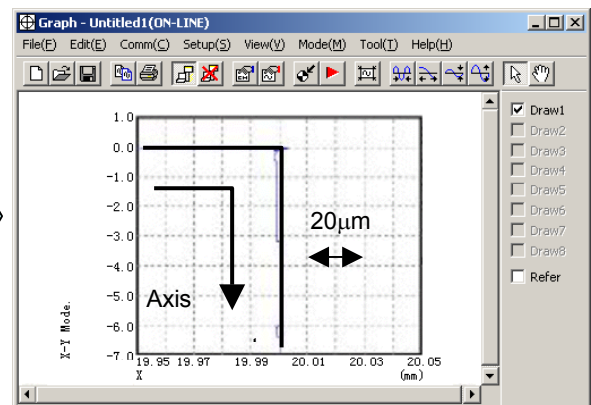 Graph - Untitled1(ON-LINE)
File(F) Edit(E) Comm(C) Setup(S) View(V) Mode(M) Tool(T) Help(H)
1.0
0.0
-1.0
-2.0
-3.0
-4.0
-5.0
-6.0
-7.0
X-Y Mode.
20μm
Axis
19.95 19.97 19.99 20.01 20.03 20.05
X (mm)
Draw1
Draw2
Draw3
Draw4
Draw5
Draw6
Draw7
Draw8
Refer